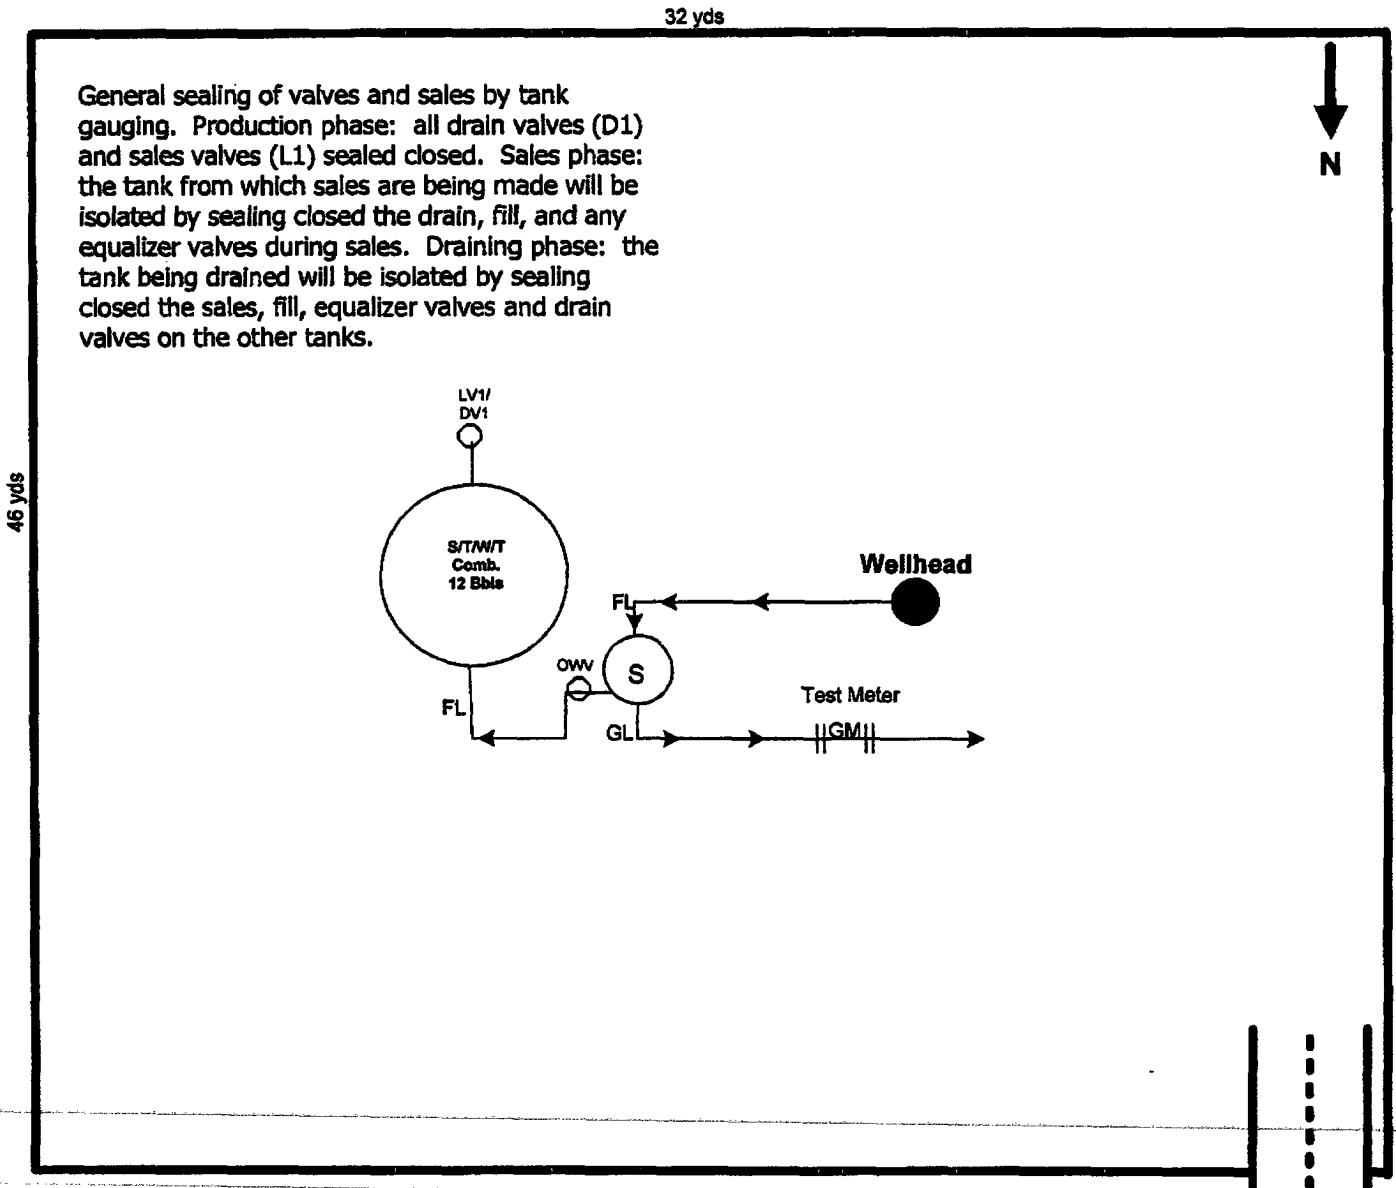 32 yds
General sealing of valves and sales by tank
gauging. Production phase: all drain valves (D1)
and sales valves (L1) sealed closed. Sales phase:
the tank from which sales are being made will be
isolated by sealing closed the drain, fill, and any
equalizer valves during sales. Draining phase: the
tank being drained will be isolated by sealing
closed the sales, fill, equalizer valves and drain
valves on the other tanks.
N
46 yds
LV1/
DV1
S/T/W/T
Comb.
12 Bbls
Wellhead
FL
OWV
S
Test Meter
FL
GL
GM